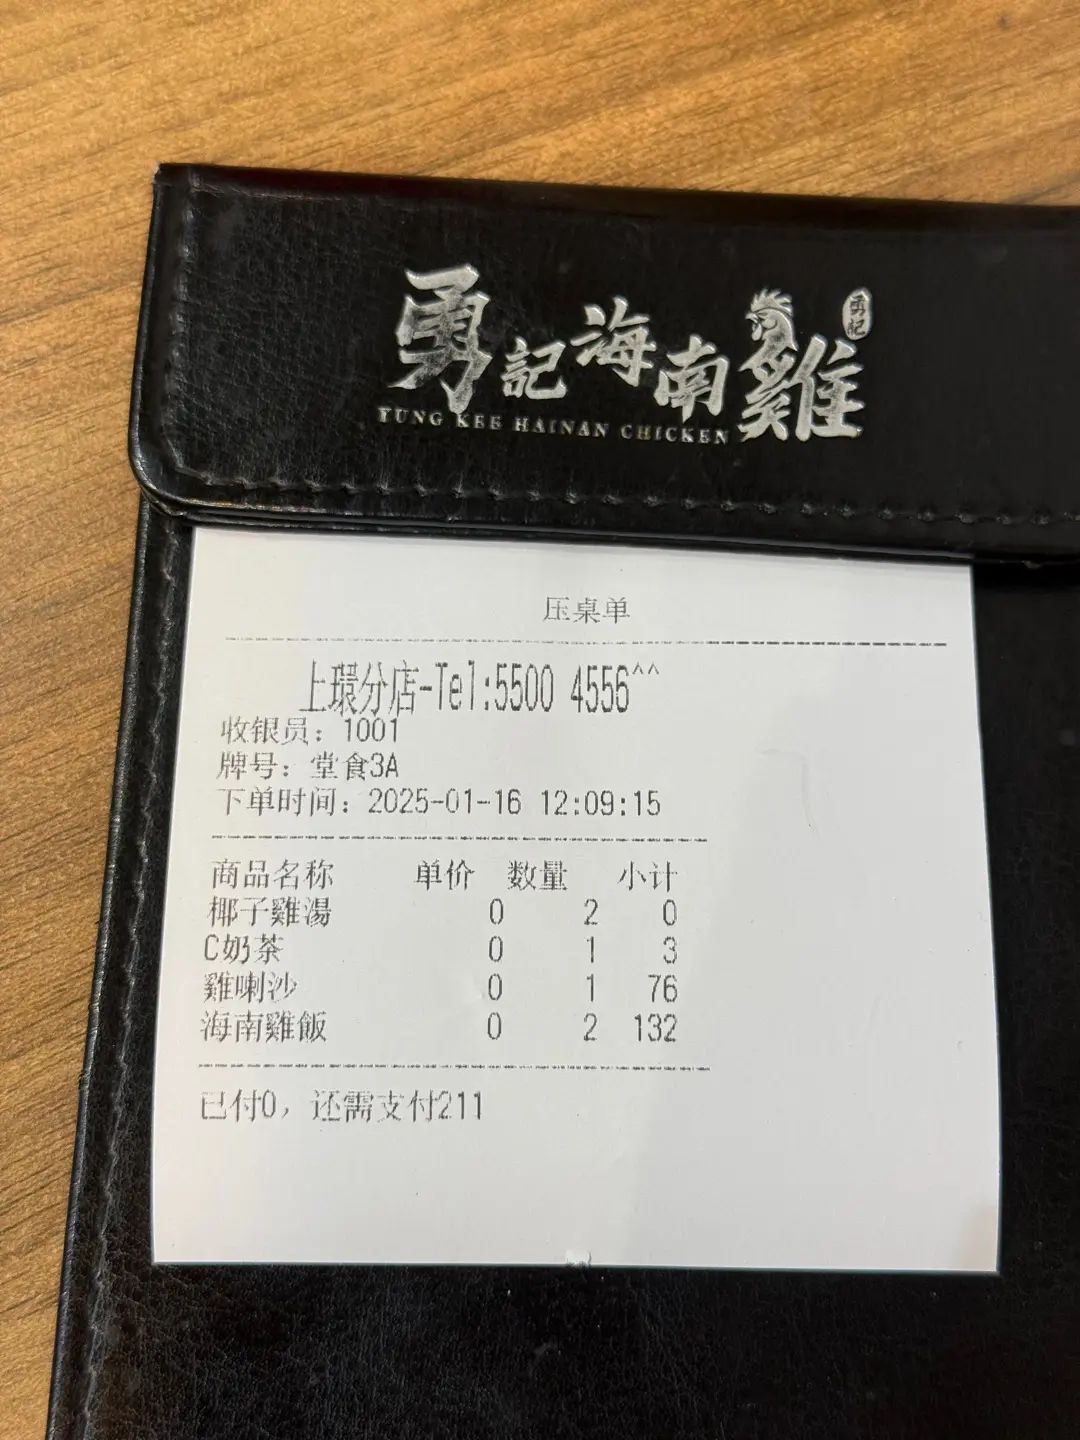 勇記海南雞
勇記
YUNG KEE HAINAN CHICKEN
压桌单
上環分店-Tel:5500 4556^^
收银员：1001
牌号：堂食3A
下单时间：2025-01-16 12:09:15
商品名称 单价 数量 小计
椰子雞湯 0 2 0
C奶茶 0 1 3
雞喇沙 0 1 76
海南雞飯 0 2 132
已付0，还需支付211